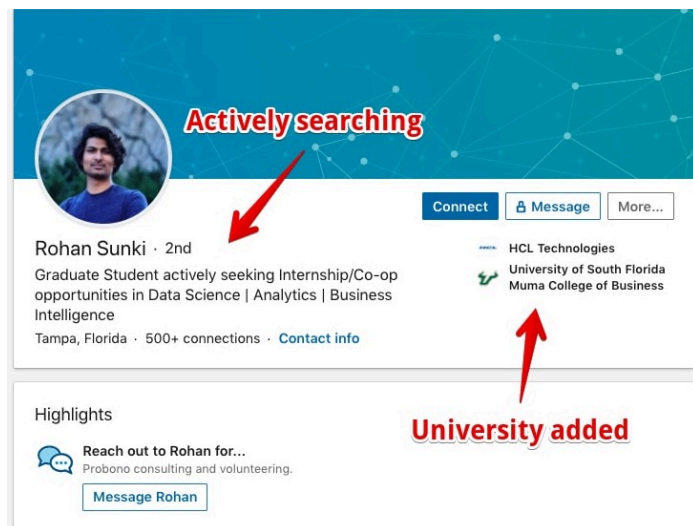 Actively searching
Connect
Message
More...
Rohan Sunki · 2nd
Graduate Student actively seeking Internship/Co-op
opportunities in Data Science | Analytics | Business
Intelligence
Tampa, Florida · 500+ connections · Contact info
HCL Technologies
University of South Florida
Muma College of Business
University added
Highlights
Reach out to Rohan for...
Probono consulting and volunteering.
Message Rohan